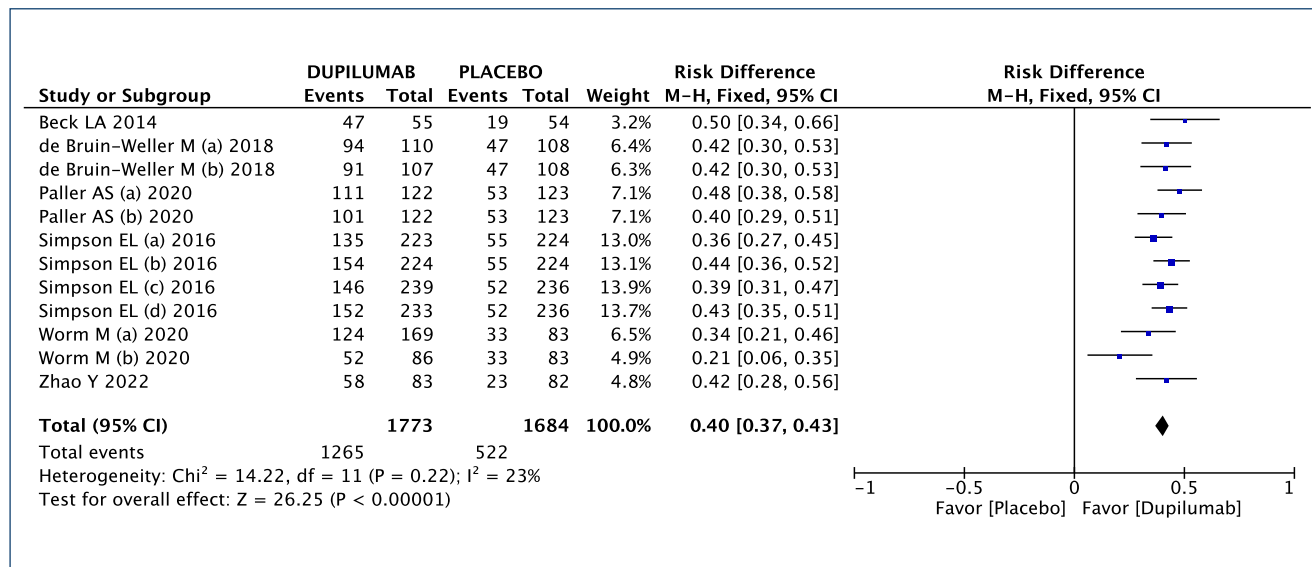 DUPILUMAB PLACEBO Risk Difference Risk Difference
Study or Subgroup Events Total Events Total Weight M-H, Fixed, 95% CI M-H, Fixed, 95% CI
Beck LA 2014 47 55 19 54 3.2% 0.50 [0.34, 0.66]
de Bruin-Weller M (a) 2018 94 110 47 108 6.4% 0.42 [0.30, 0.53]
de Bruin-Weller M (b) 2018 91 107 47 108 6.3% 0.42 [0.30, 0.53]
Paller AS (a) 2020 111 122 53 123 7.1% 0.48 [0.38, 0.58]
Paller AS (b) 2020 101 122 53 123 7.1% 0.40 [0.29, 0.51]
Simpson EL (a) 2016 135 223 55 224 13.0% 0.36 [0.27, 0.45]
Simpson EL (b) 2016 154 224 55 224 13.1% 0.44 [0.36, 0.52]
Simpson EL (c) 2016 146 239 52 236 13.9% 0.39 [0.31, 0.47]
Simpson EL (d) 2016 152 233 52 236 13.7% 0.43 [0.35, 0.51]
Worm M (a) 2020 124 169 33 83 6.5% 0.34 [0.21, 0.46]
Worm M (b) 2020 52 86 33 83 4.9% 0.21 [0.06, 0.35]
Zhao Y 2022 58 83 23 82 4.8% 0.42 [0.28, 0.56]
Total (95% CI) 1773 1684 100.0% 0.40 [0.37, 0.43]
Total events 1265 522
Heterogeneity: Chi² = 14.22, df = 11 (P = 0.22); I² = 23%
Test for overall effect: Z = 26.25 (P < 0.00001)
-1 -0.5 0 0.5 1
Favor [Placebo] Favor [Dupilumab]